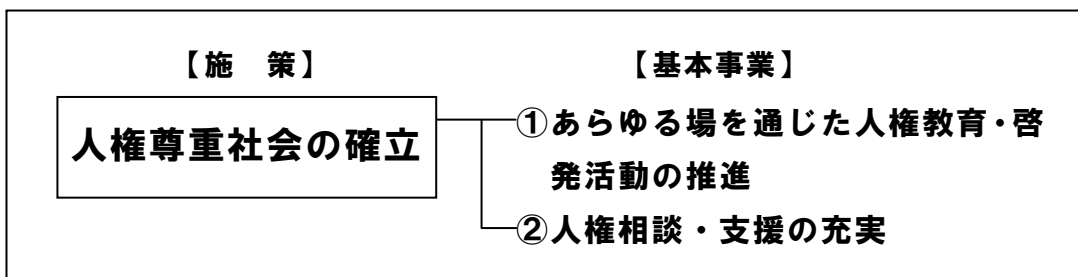 【施　策】
【基本事業】
人権尊重社会の確立
①あらゆる場を通じた人権教育・啓
発活動の推進
②人権相談・支援の充実